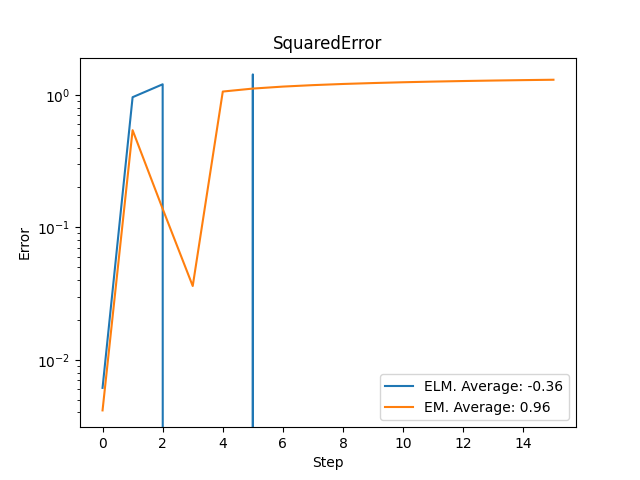 SquaredError
10⁰
10⁻¹
10⁻²
Error
ELM. Average: -0.36
EM. Average: 0.96
0 2 4 6 8 10 12 14
Step